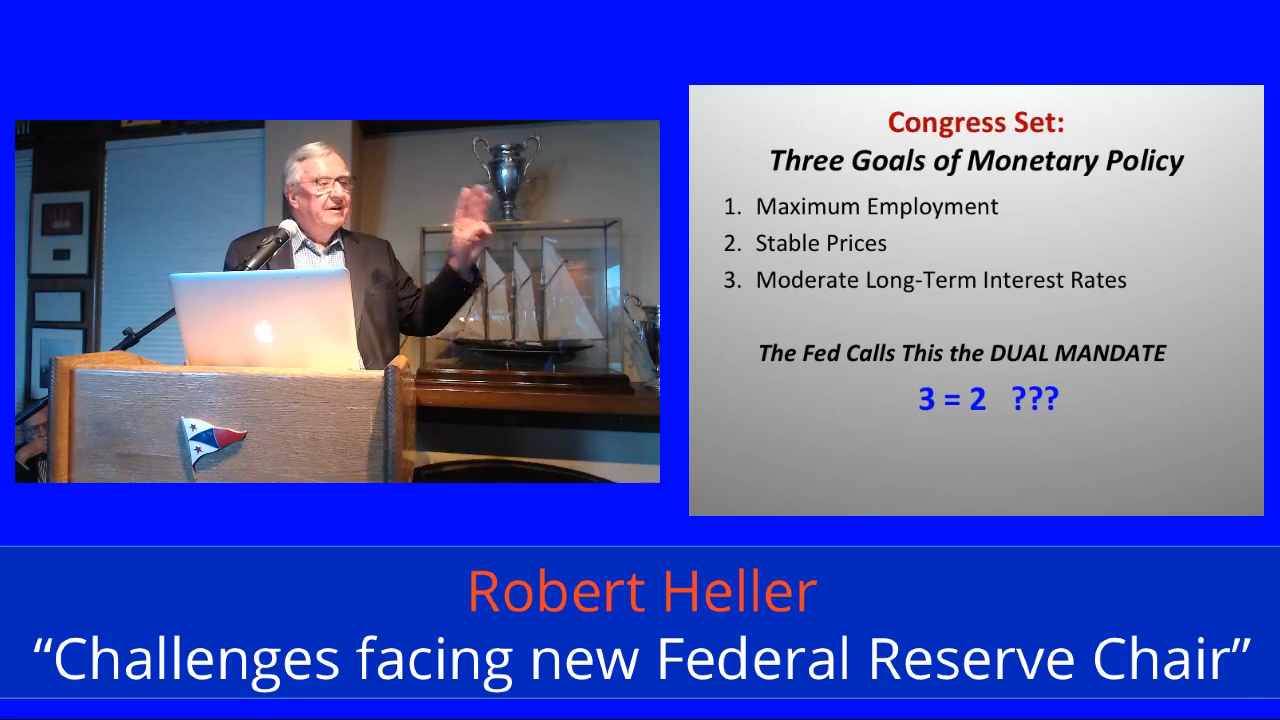 Congress Set:
Three Goals of Monetary Policy
1. Maximum Employment
2. Stable Prices
3. Moderate Long-Term Interest Rates
The Fed Calls This the DUAL MANDATE
3 = 2 ???
Robert Heller
“Challenges facing new Federal Reserve Chair”